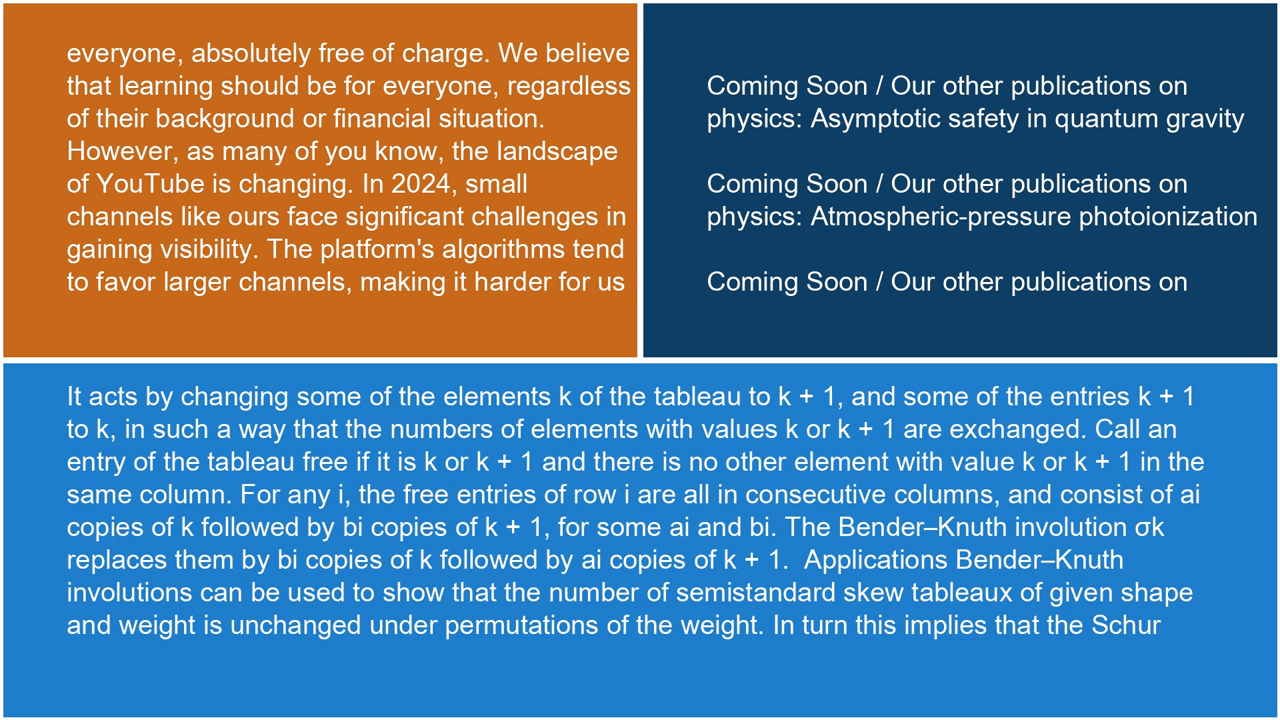 everyone, absolutely free of charge. We believe
that learning should be for everyone, regardless
of their background or financial situation.
However, as many of you know, the landscape
of YouTube is changing. In 2024, small
channels like ours face significant challenges in
gaining visibility. The platform's algorithms tend
to favor larger channels, making it harder for us
Coming Soon / Our other publications on
physics: Asymptotic safety in quantum gravity
Coming Soon / Our other publications on
physics: Atmospheric-pressure photoionization
Coming Soon / Our other publications on
It acts by changing some of the elements k of the tableau to k + 1, and some of the entries k + 1
to k, in such a way that the numbers of elements with values k or k + 1 are exchanged. Call an
entry of the tableau free if it is k or k + 1 and there is no other element with value k or k + 1 in the
same column. For any i, the free entries of row i are all in consecutive columns, and consist of ai
copies of k followed by bi copies of k + 1, for some ai and bi. The Bender–Knuth involution σk
replaces them by bi copies of k followed by ai copies of k + 1.  Applications Bender–Knuth
involutions can be used to show that the number of semistandard skew tableaux of given shape
and weight is unchanged under permutations of the weight. In turn this implies that the Schur